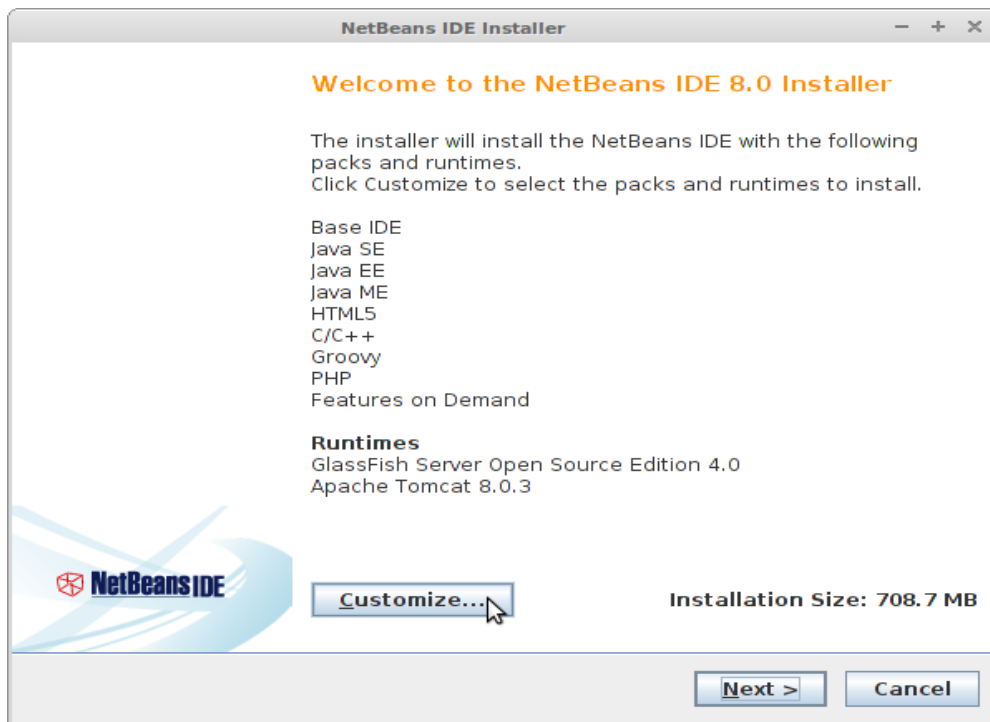 NetBeans IDE Installer
Welcome to the NetBeans IDE 8.0 Installer
The installer will install the NetBeans IDE with the following
packs and runtimes.
Click Customize to select the packs and runtimes to install.
Base IDE
Java SE
Java EE
Java ME
HTML5
C/C++
Groovy
PHP
Features on Demand
Runtimes
GlassFish Server Open Source Edition 4.0
Apache Tomcat 8.0.3
NetBeans IDE
Customize...
Installation Size: 708.7 MB
Next >
Cancel